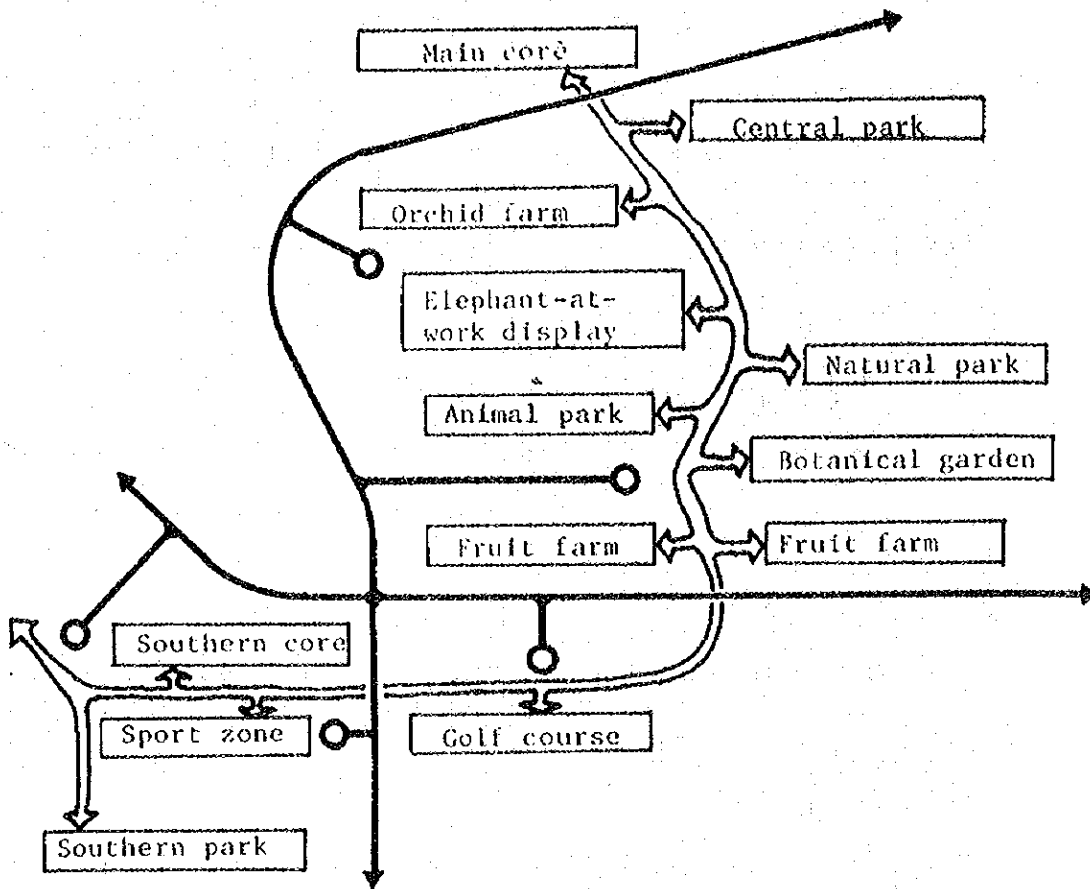 Main core
Central park
Orchid farm
Elephant-at-
work display
Natural park
Animal park
Botanical garden
Fruit farm
Fruit farm
Southern core
Sport zone
Golf course
Southern park